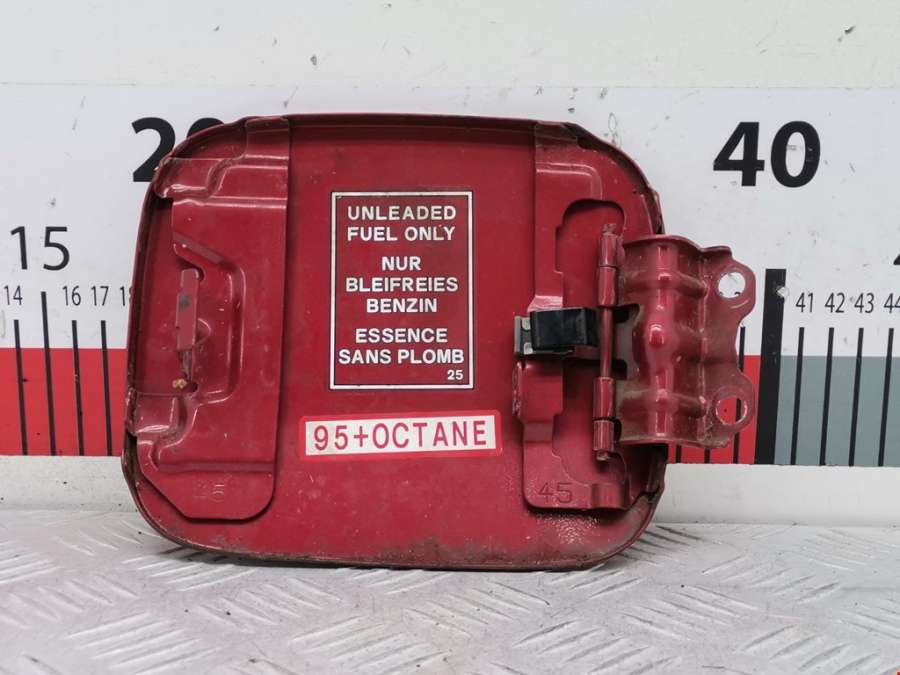 20
40
15
14
16
17
41
42
43
44
UNLEADED
FUEL ONLY
NUR
BLEIFREIES
BENZIN
ESSENCE
SANS PLOMB
25
95+OCTANE
45